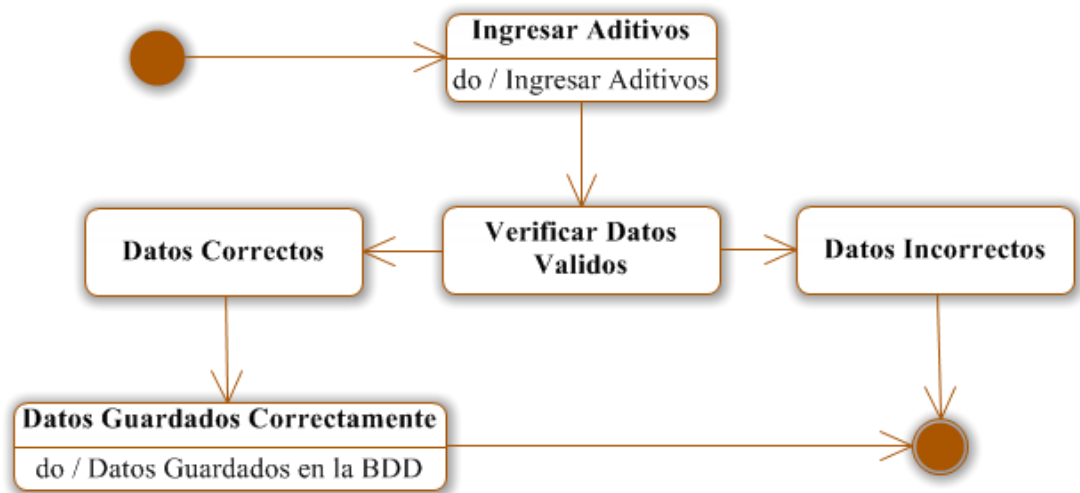 Ingresar Aditivos
do / Ingresar Aditivos
Datos Correctos
Verificar Datos
Validos
Datos Incorrectos
Datos Guardados Correctamente
do / Datos Guardados en la BDD